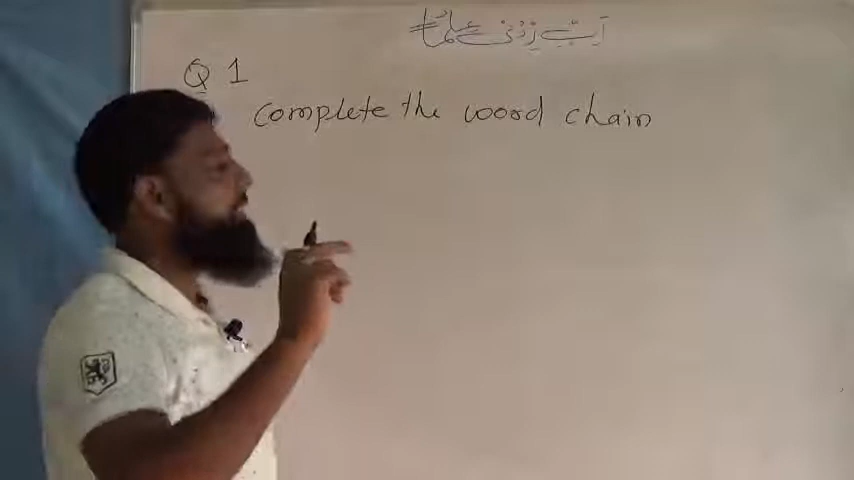 رَبِّ زِدْنِي عِلْمًا
Q 1
complete the word chain